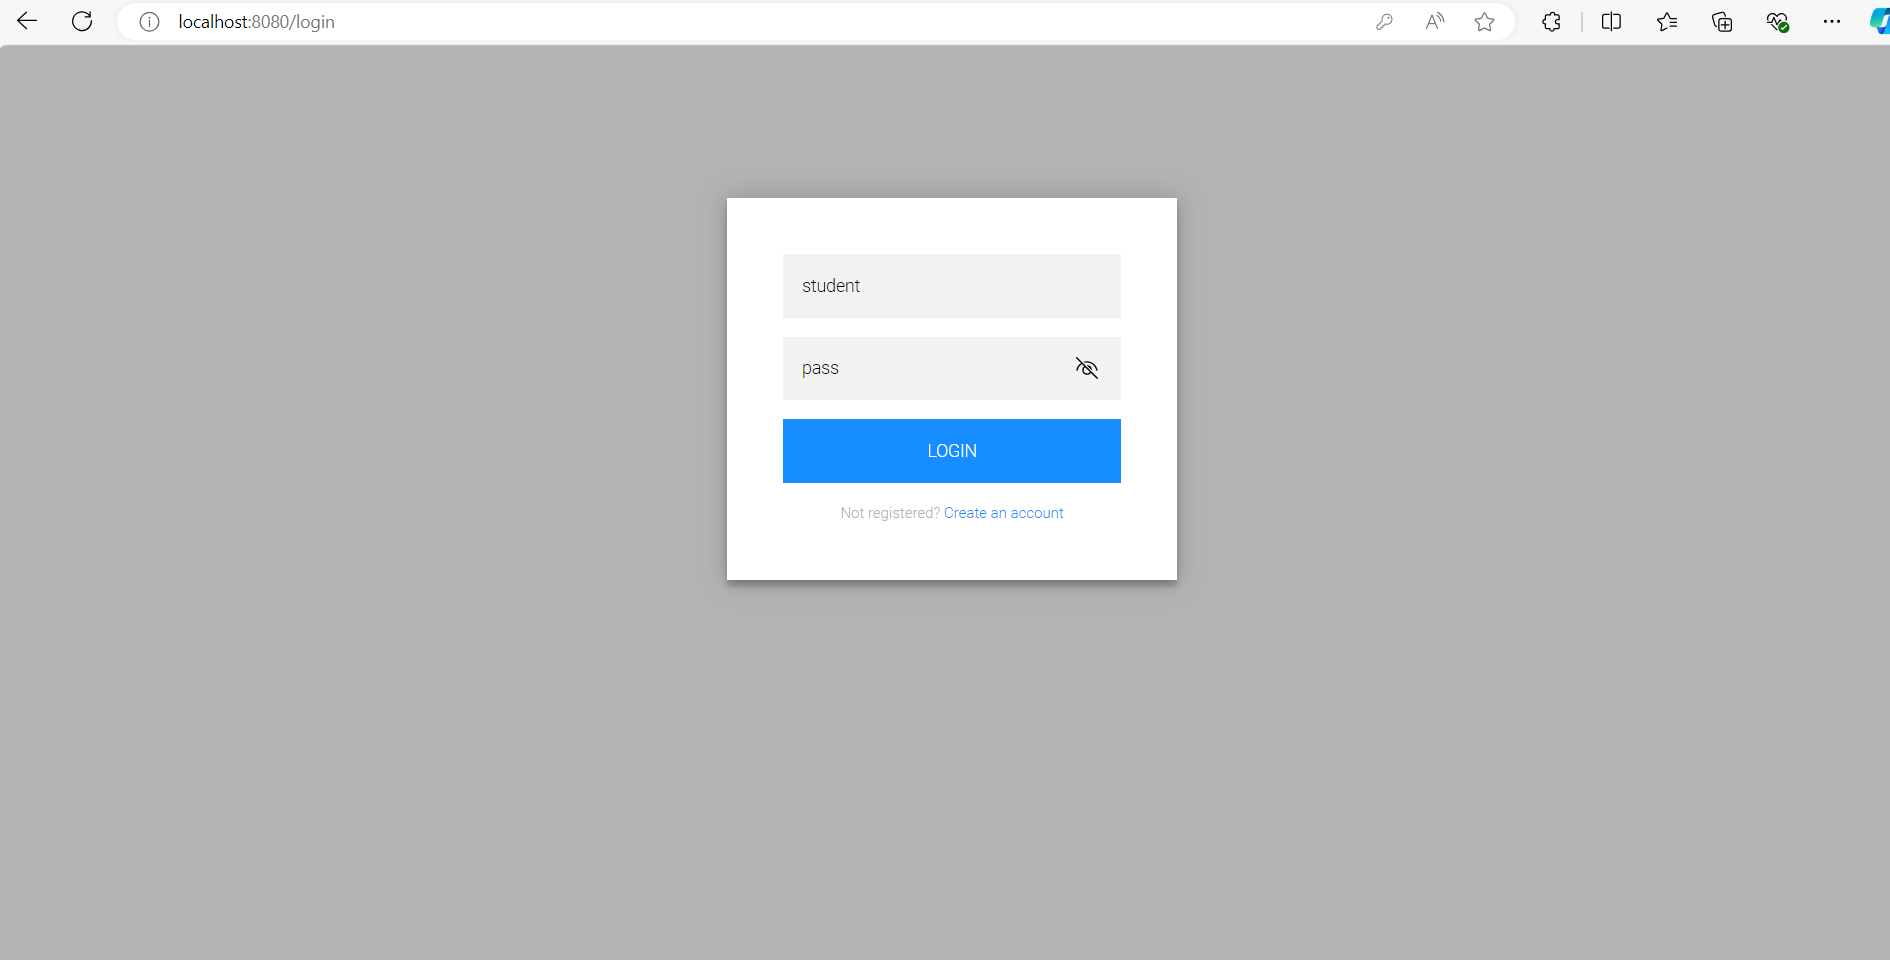 localhost:8080/login
student
pass
LOGIN
Not registered? Create an account